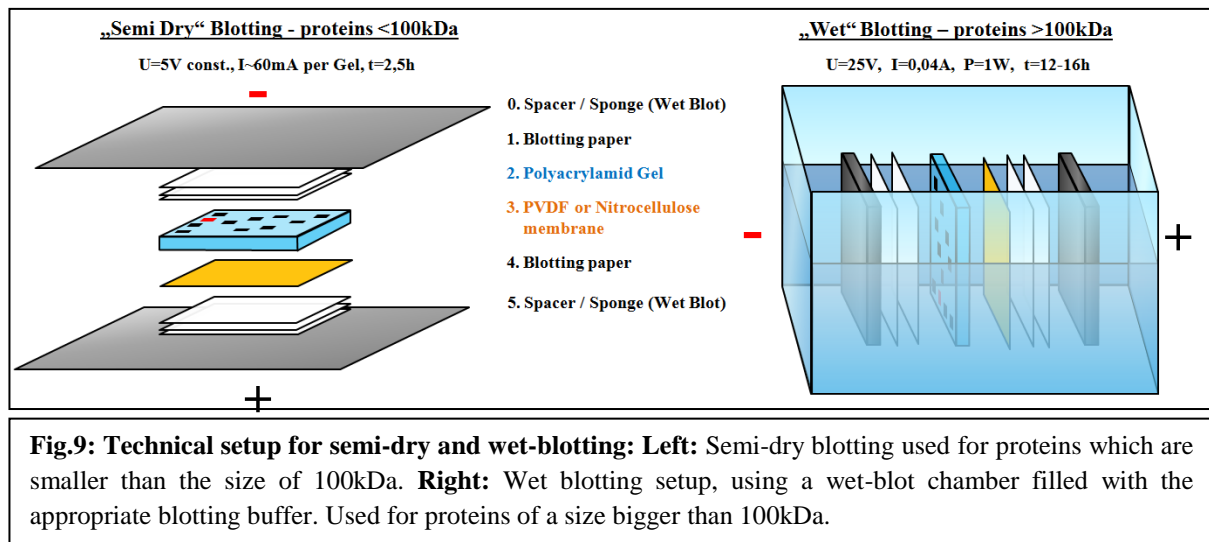 „Semi Dry“ Blotting - proteins <100kDa
U=5V const., I~60mA per Gel, t=2,5h
-
+
0. Spacer / Sponge (Wet Blot)
1. Blotting paper
2. Polyacrylamid Gel
3. PVDF or Nitrocellulose
membrane
4. Blotting paper
5. Spacer / Sponge (Wet Blot)
„Wet“ Blotting – proteins >100kDa
U=25V, I=0,04A, P=1W, t=12-16h
-
+
Fig.9: Technical setup for semi-dry and wet-blotting: Left: Semi-dry blotting used for proteins which are
smaller than the size of 100kDa. Right: Wet blotting setup, using a wet-blot chamber filled with the
appropriate blotting buffer. Used for proteins of a size bigger than 100kDa.